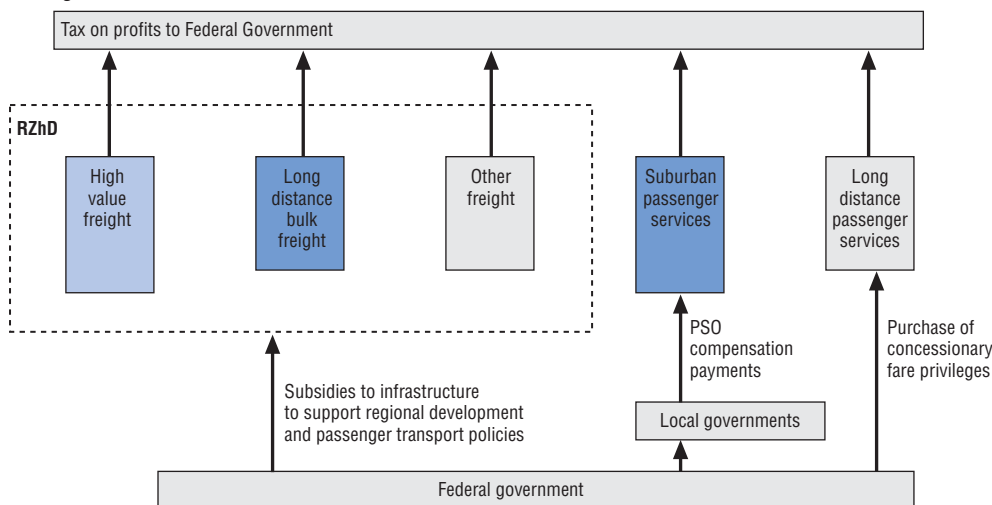 Tax on profits to Federal Government
RZhD
High
value
freight
Long
distance
bulk
freight
Other
freight
Suburban
passenger
services
Long
distance
passenger
services
PSO
compensation
payments
Purchase of
concessionary
fare privileges
Subsidies to infrastructure
to support regional development
and passenger transport policies
Local governments
Federal government